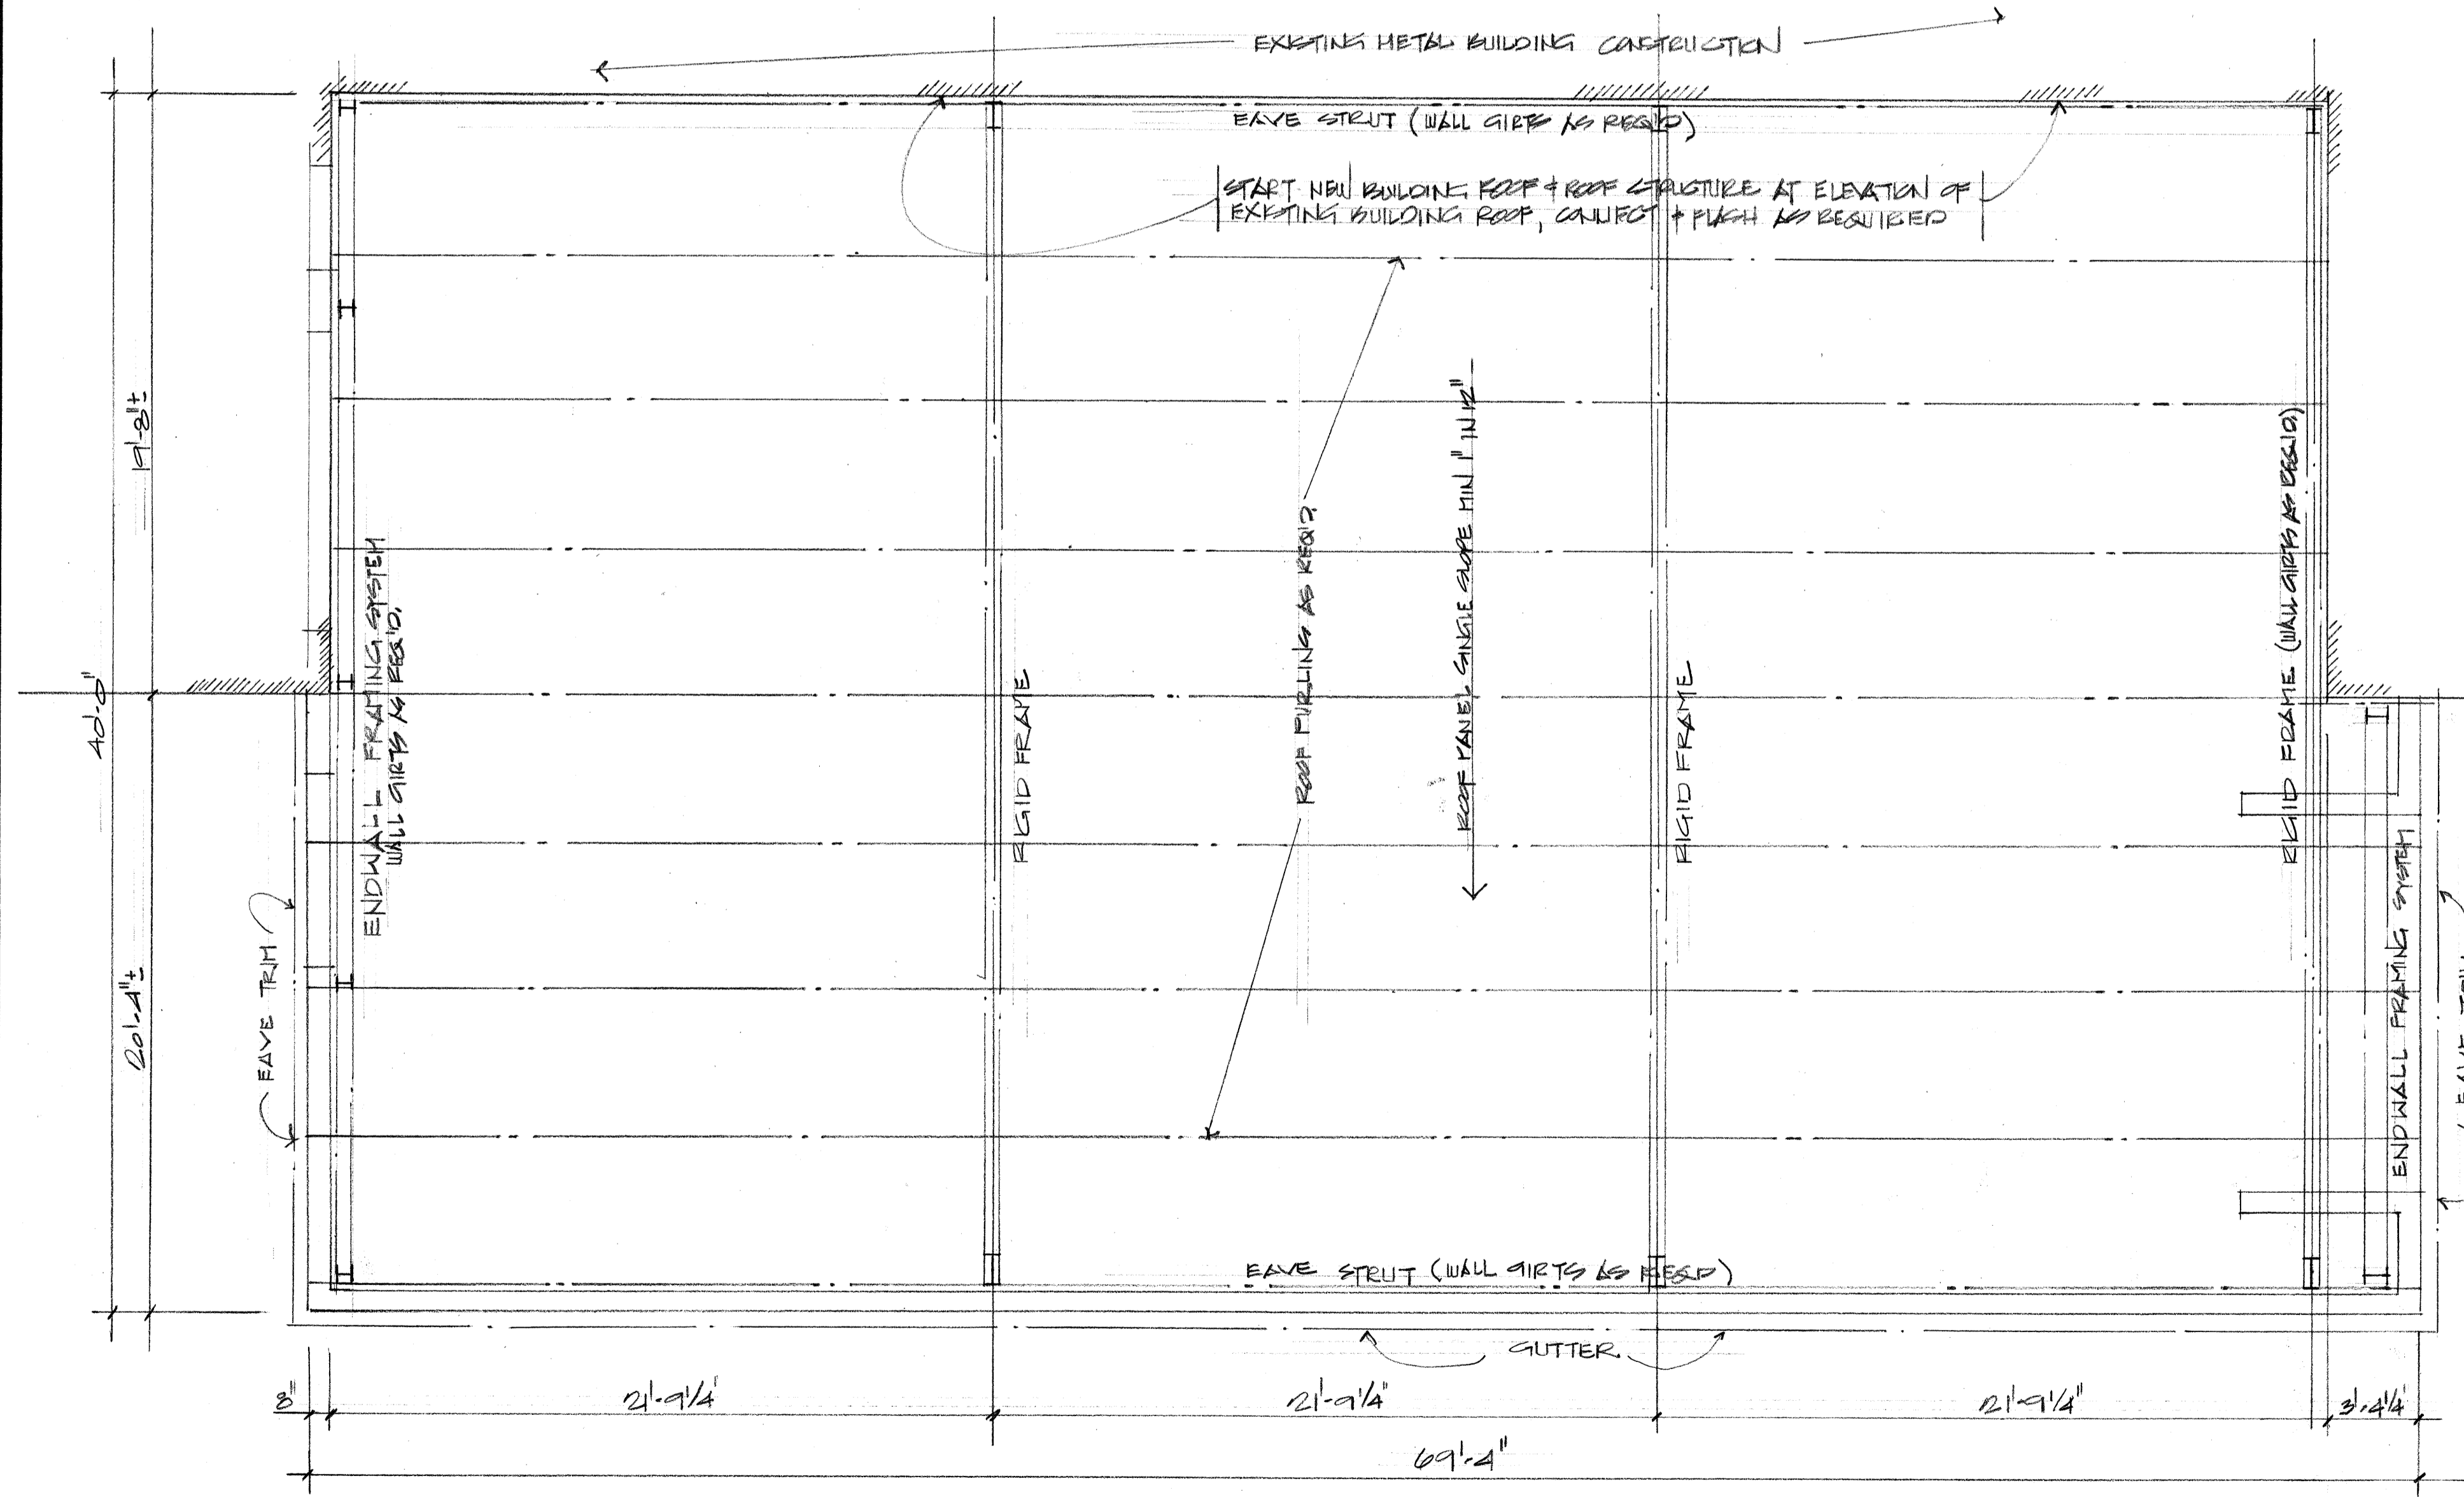 EXISTING METAL BUILDING CONSTRUCTION
EAVE STRUT (WALL GIRTS AS REQ'D)
START NEW BUILDING ROOF & ROOF STRUCTURE AT ELEVATION OF
EXISTING BUILDING ROOF, CONNECT & FLASH AS REQUIRED
19'-8"±
40'-0"
20'-4"±
EAVE TRIM
ENDWALL FRAMING SYSTEM
WALL GIRTS AS REQ'D.
RIGID FRAME
ROOF PURLING AS REQ'D.
ROOF PANEL SINGLE SLOPE MIN 1" IN 12"
RIGID FRAME
RIGID FRAME (WALL GIRTS AS REQ'D.)
ENDWALL FRAMING SYSTEM
EAVE STRUT (WALL GIRTS AS REQ'D)
GUTTER
8"
21'-9 1/4"
21'-9 1/4"
21'-9 1/4"
3'-4 1/4"
69'-4"